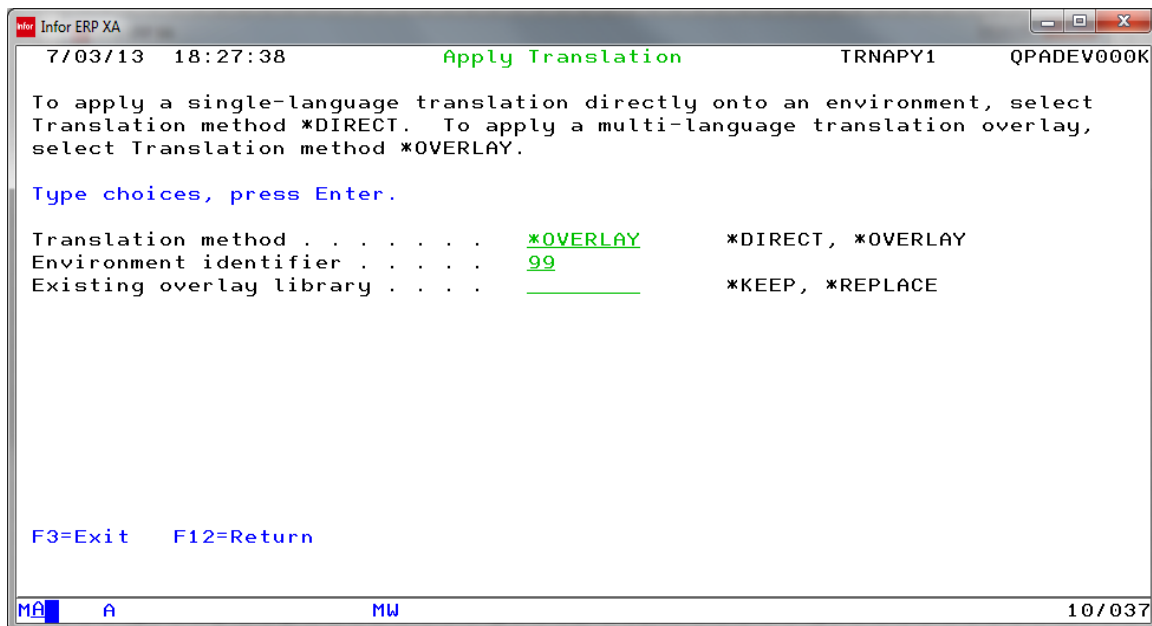 infor Infor ERP XA
7/03/13 18:27:38 Apply Translation TRNAPY1 QPADEV000K
To apply a single-language translation directly onto an environment, select
Translation method *DIRECT. To apply a multi-language translation overlay,
select Translation method *OVERLAY.
Type choices, press Enter.
Translation method . . . . . . . *OVERLAY *DIRECT, *OVERLAY
Environment identifier . . . . . 99
Existing overlay library . . . . *KEEP, *REPLACE
F3=Exit F12=Return
MA A MW 10/037